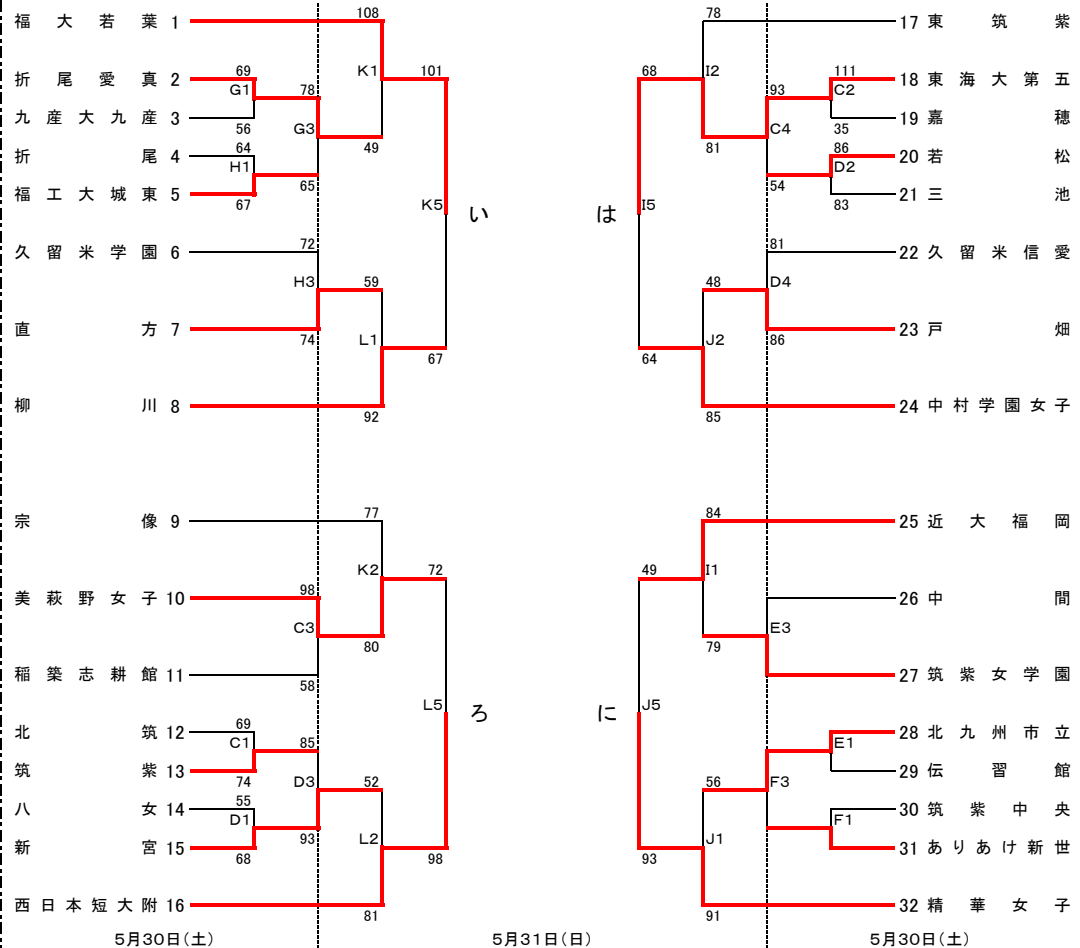 108
78
福大若葉 1
17 東筑紫
K1
101
68
I2
69
111
折尾愛真 2
18 東海大第五
G1
78
93
C2
九産大九産 3
19 嘉穂
56
G3
C4
35
64
49
81
86
折尾 4
20 若松
H1
D2
65
54
福工大城東 5
21 三池
67
K5
I5
83
い
は
72
81
久留米学園 6
22 久留米信愛
H3
59
48
D4
直方 7
23 戸畑
74
L1
J2
86
67
64
柳川 8
24 中村学園女子
92
85
77
84
宗像 9
25 近大福岡
K2
72
49
I1
98
美萩野女子 10
26 中間
C3
E3
80
79
稲築志耕館 11
27 筑紫女学園
58
L5
J5
ろ
に
69
北筑 12
28 北九州市立
C1
85
E1
筑紫 13
29 伝習館
74
D3
52
56
F3
55
八女 14
30 筑紫中央
D1
F1
93
L2
J1
新宮 15
31 ありあけ新世
68
98
93
西日本短大附 16
32 精華女子
81
91
5月30日(土)
5月31日(日)
5月30日(土)